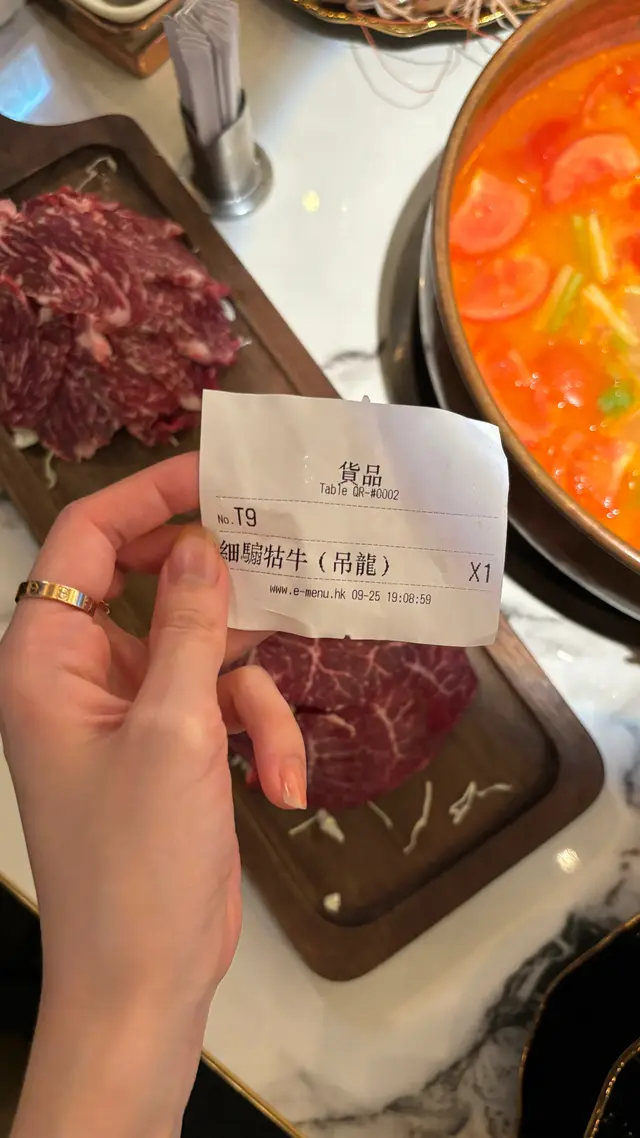 貨品
Table QR-#0002
No.T9
細騸牯牛（吊龍） X1
www.e-menu.hk 09-25 19:08:59